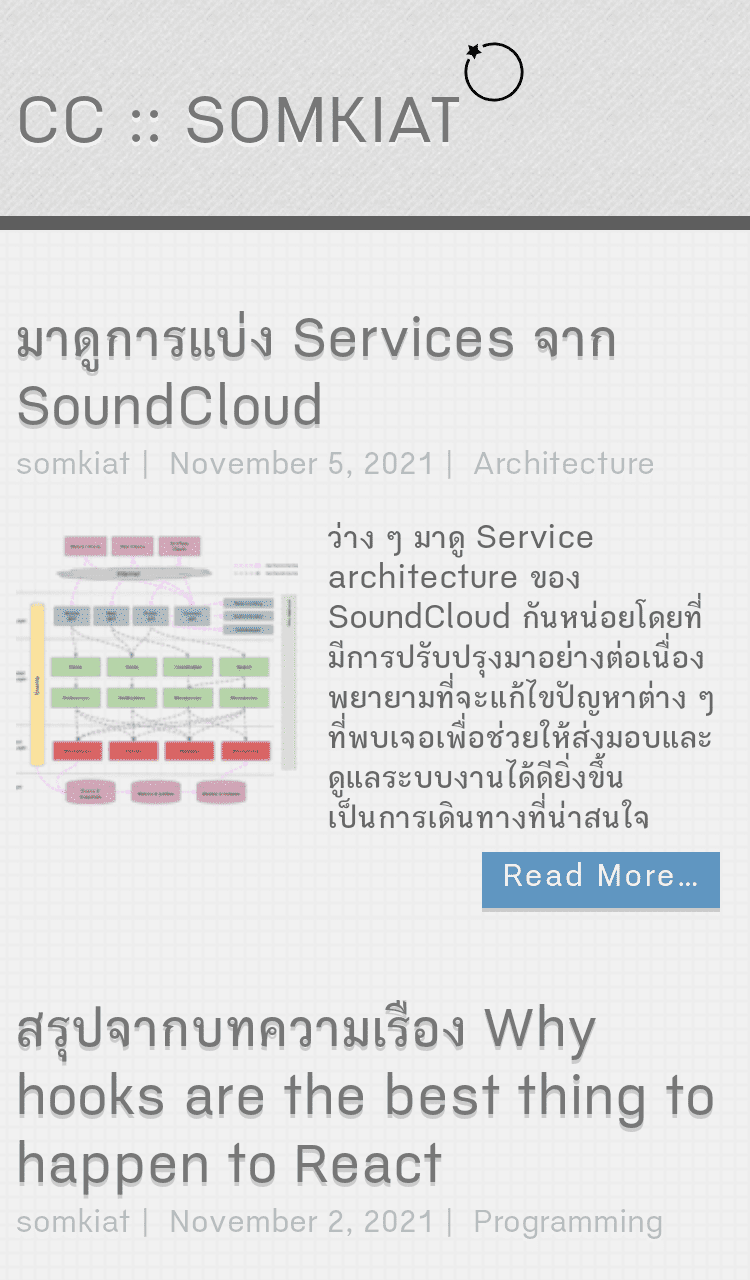 CC :: SOMKIAT
มาดูการแบ่ง Services จาก
SoundCloud
somkiat | November 5, 2021 | Architecture
ว่าง ๆ มาดู Service
architecture ของ
SoundCloud กันหน่อยโดยที่
มีการปรับปรุงมาอย่างต่อเนื่อง
พยายามที่จะแก้ไขปัญหาต่าง ๆ
ที่พบเจอเพื่อช่วยให้ส่งมอบและ
ดูแลระบบงานได้ดียิ่งขึ้น
เป็นการเดินทางที่น่าสนใจ
Read More...
สรุปจากบทความเรื่อง Why
hooks are the best thing to
happen to React
somkiat | November 2, 2021 | Programming